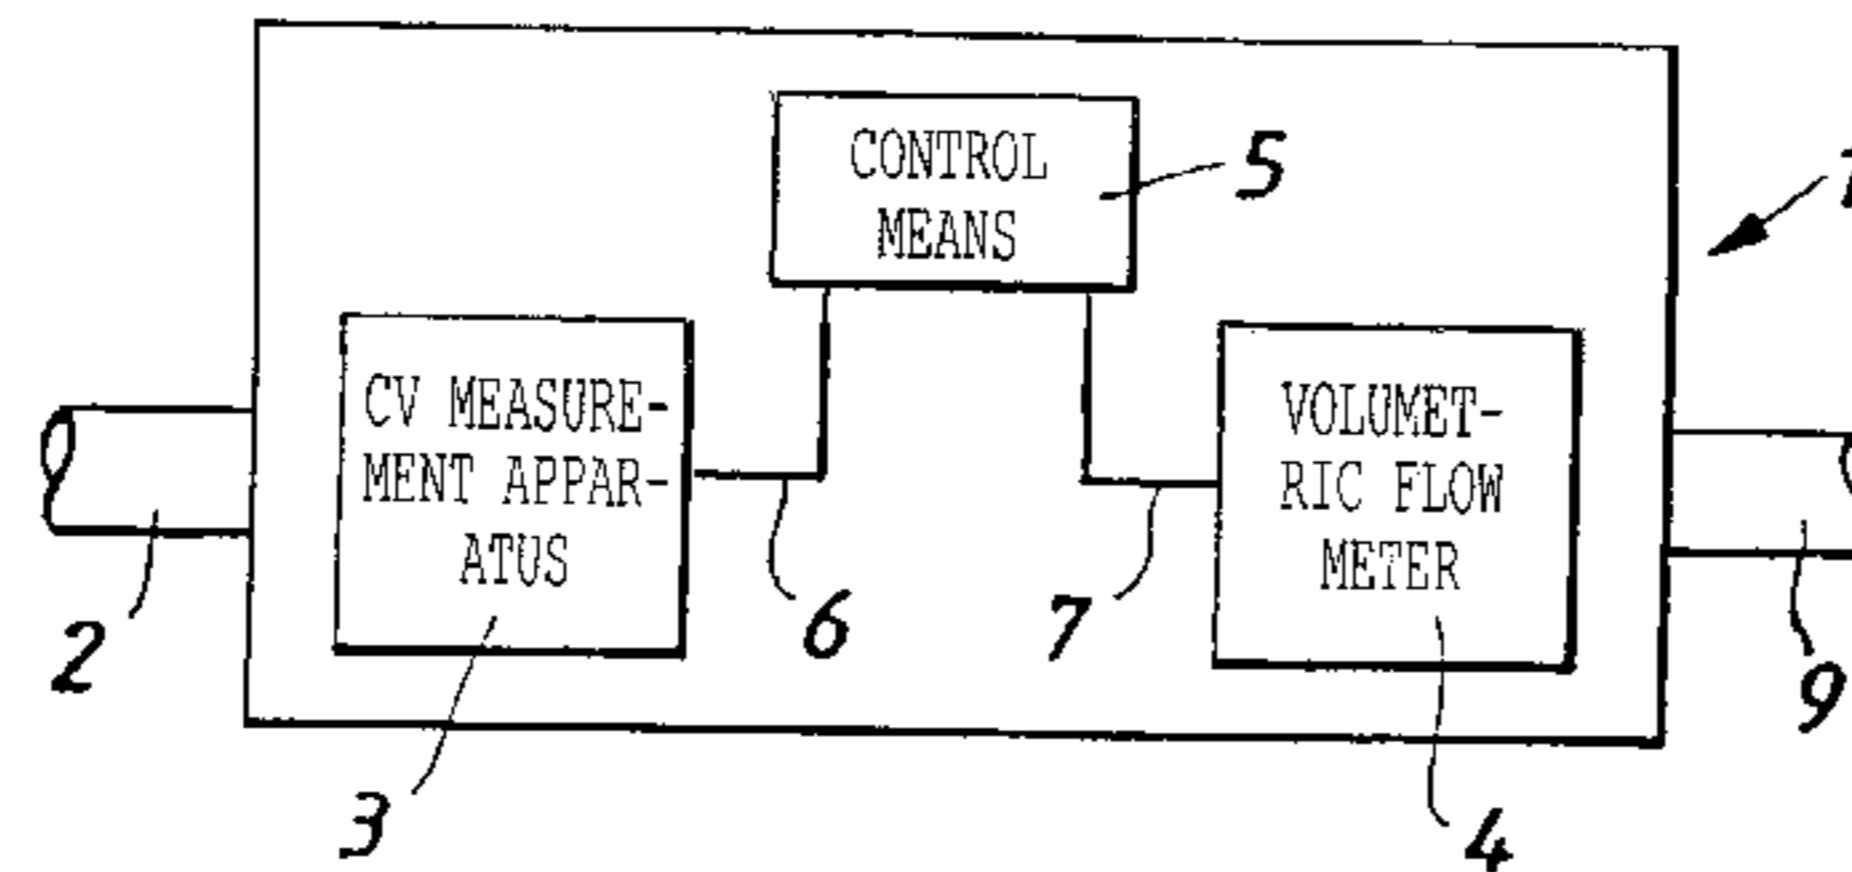 CONTROL
MEANS
5
CV MEASURE-
MENT APPAR-
ATUS
VOLUMET-
RIC FLOW
METER
2
6
7
9
3
4